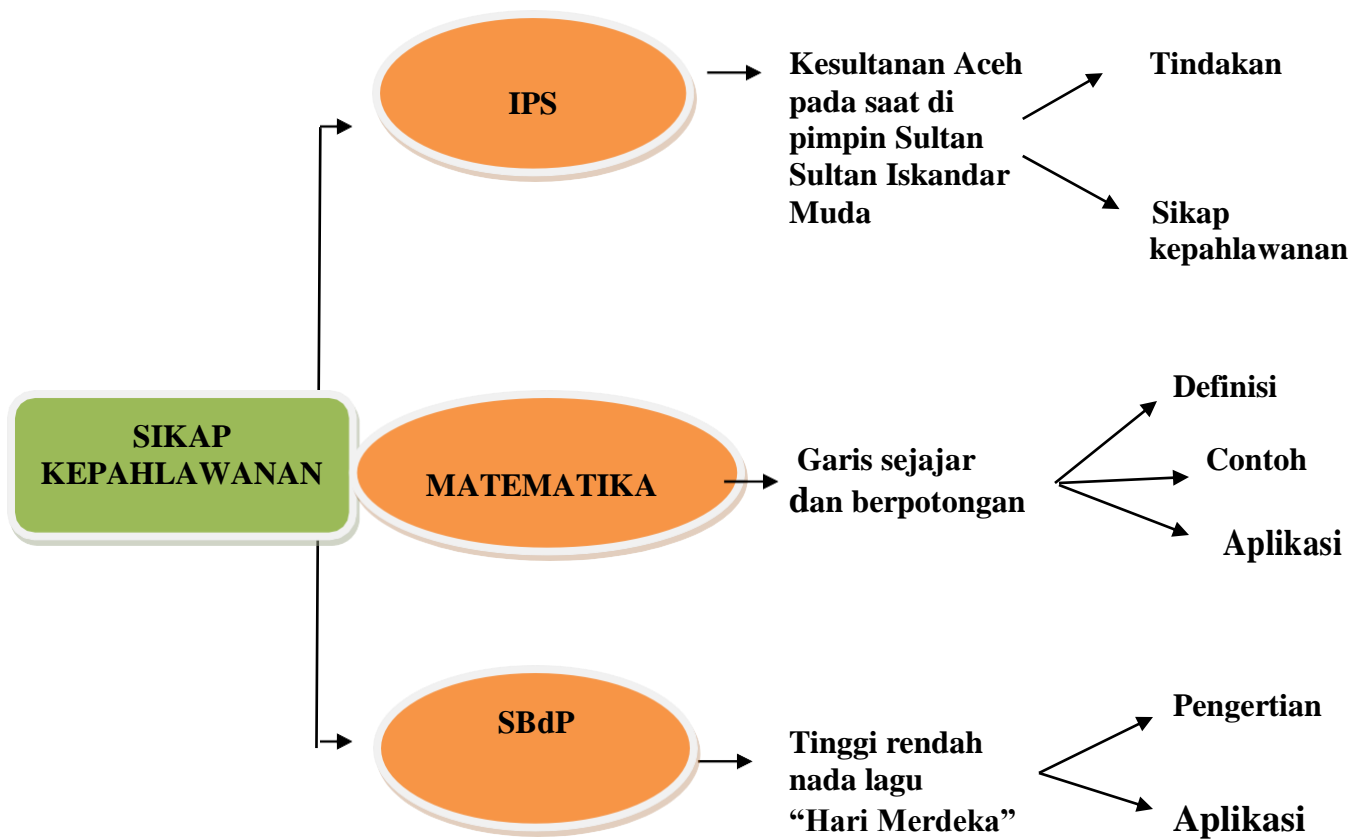 IPS
Kesultanan Aceh
pada saat di
pimpin Sultan
Sultan Iskandar
Muda
Tindakan
Sikap
kepahlawanan
SIKAP
KEPAHLAWANAN
MATEMATIKA
Garis sejajar
dan berpotongan
Definisi
Contoh
Aplikasi
SBdP
Tinggi rendah
nada lagu
“Hari Merdeka”
Pengertian
Aplikasi